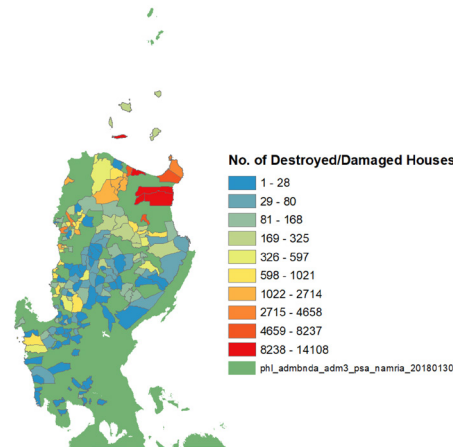 No. of Destroyed/Damaged Houses
1 - 28
29 - 80
81 - 168
169 - 325
326 - 597
598 - 1021
1022 - 2714
2715 - 4658
4659 - 8237
8238 - 14108
phl_admbnda_adm3_psa_namria_20180130